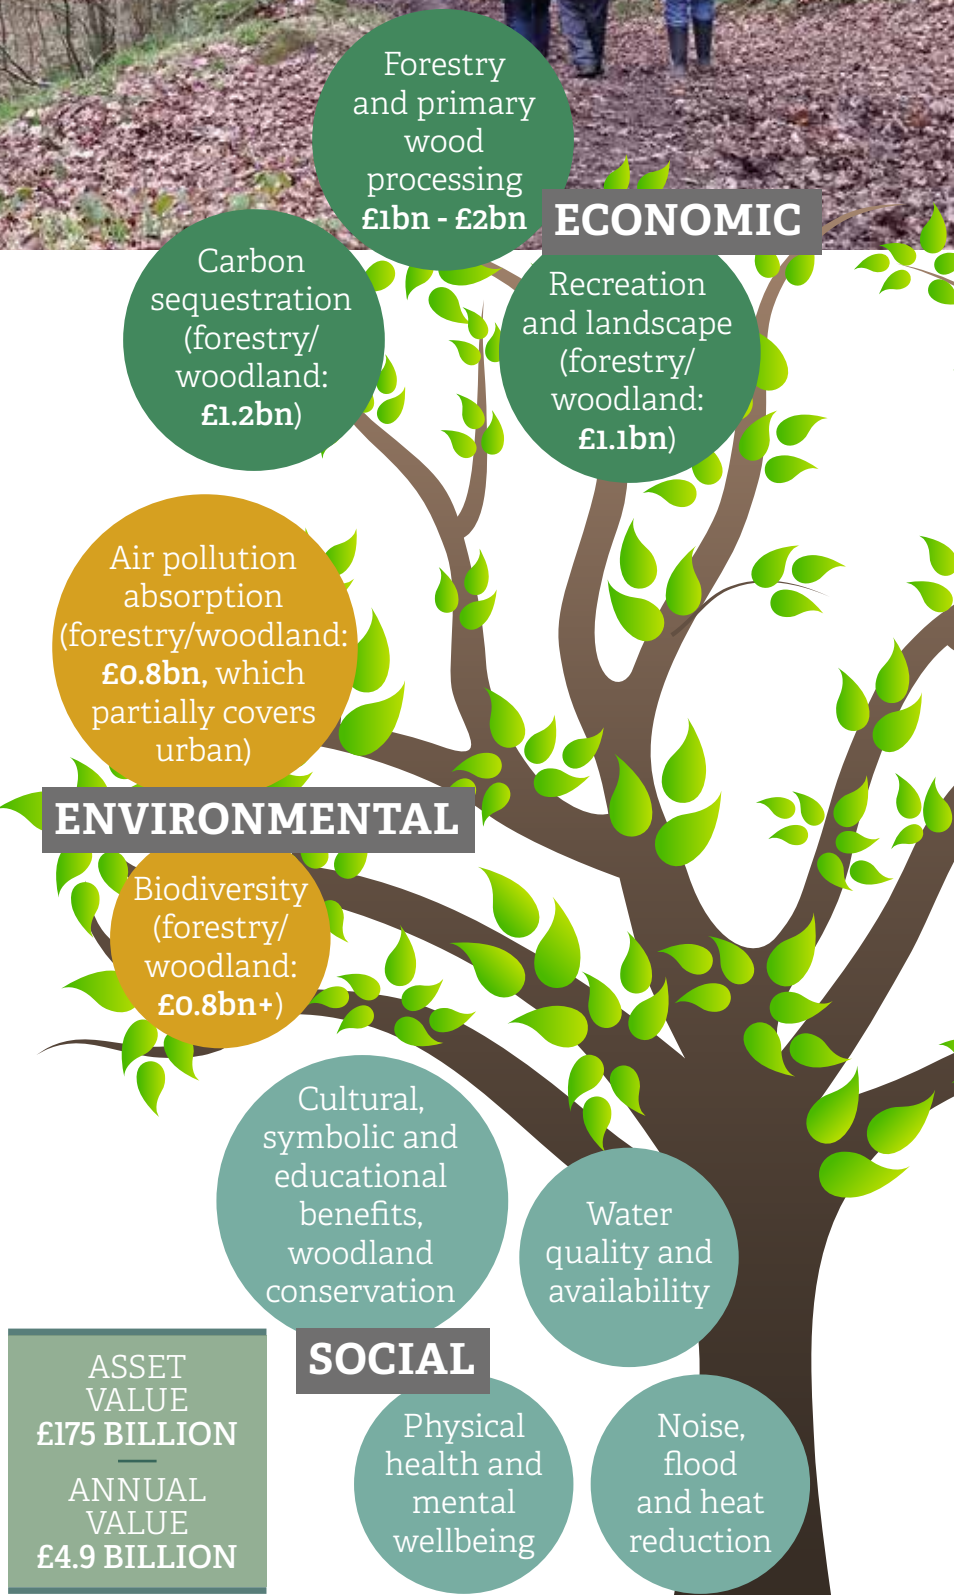 Forestry
and primary
wood
processing
£1bn - £2bn
ECONOMIC
Carbon
sequestration
(forestry/
woodland:
£1.2bn)
Recreation
and landscape
(forestry/
woodland:
£1.1bn)
Air pollution
absorption
(forestry/woodland:
£0.8bn, which
partially covers
urban)
ENVIRONMENTAL
Biodiversity
(forestry/
woodland:
£0.8bn+)
Cultural,
symbolic and
educational
benefits,
woodland
conservation
Water
quality and
availability
SOCIAL
Physical
health and
mental
wellbeing
Noise,
flood
and heat
reduction
ASSET
VALUE
£175 BILLION
ANNUAL
VALUE
£4.9 BILLION